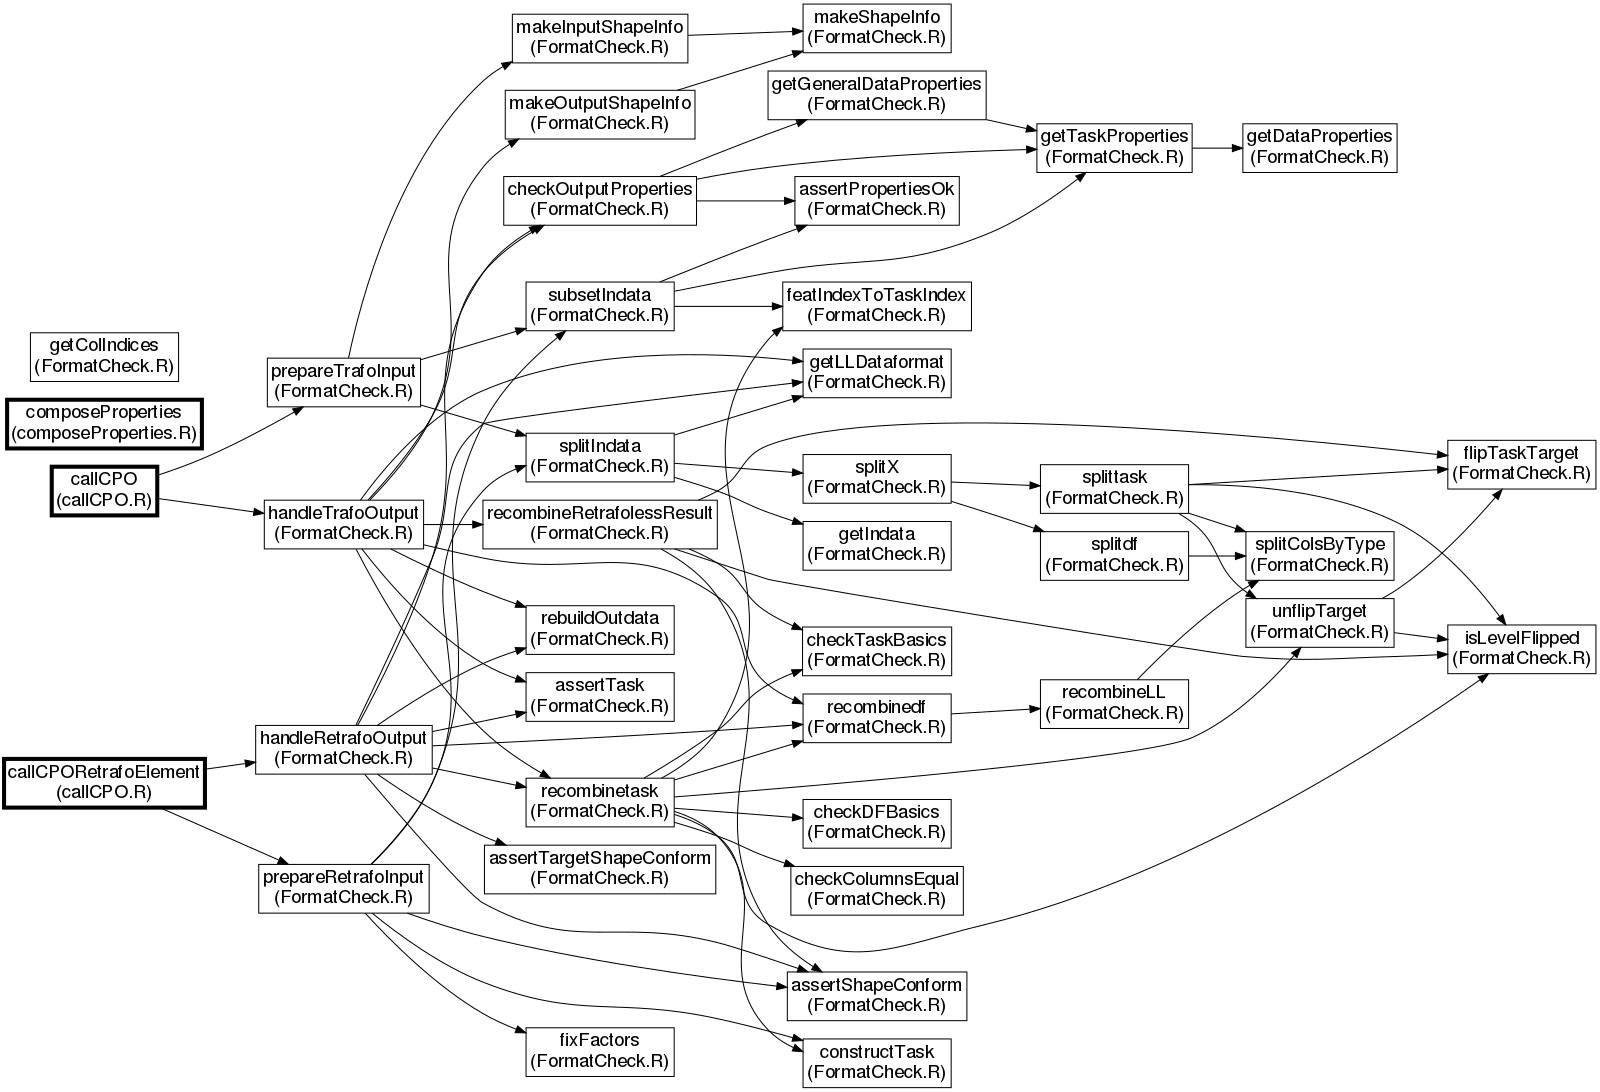 makeInputShapeInfo
(FormatCheck.R)
makeShapeInfo
(FormatCheck.R)
makeOutputShapeInfo
(FormatCheck.R)
getGeneralDataProperties
(FormatCheck.R)
getTaskProperties
(FormatCheck.R)
getDataProperties
(FormatCheck.R)
checkOutputProperties
(FormatCheck.R)
assertPropertiesOk
(FormatCheck.R)
subsetIndata
(FormatCheck.R)
featIndexToTaskIndex
(FormatCheck.R)
getColIndices
(FormatCheck.R)
prepareTrafoInput
(FormatCheck.R)
getLLDataformat
(FormatCheck.R)
composeProperties
(composeProperties.R)
splitIndata
(FormatCheck.R)
callCPO
(callCPO.R)
splitX
(FormatCheck.R)
splittask
(FormatCheck.R)
flipTaskTarget
(FormatCheck.R)
handleTrafoOutput
(FormatCheck.R)
recombineRetrafolessResult
(FormatCheck.R)
getIndata
(FormatCheck.R)
splitdf
(FormatCheck.R)
splitColsByType
(FormatCheck.R)
rebuildOutdata
(FormatCheck.R)
checkTaskBasics
(FormatCheck.R)
unflipTarget
(FormatCheck.R)
isLevelFlipped
(FormatCheck.R)
assertTask
(FormatCheck.R)
recombinedf
(FormatCheck.R)
recombineLL
(FormatCheck.R)
handleRetrafoOutput
(FormatCheck.R)
callCPORetrafoElement
(callCPO.R)
recombinetask
(FormatCheck.R)
checkDFBasics
(FormatCheck.R)
assertTargetShapeConform
(FormatCheck.R)
prepareRetrafoInput
(FormatCheck.R)
checkColumnsEqual
(FormatCheck.R)
assertShapeConform
(FormatCheck.R)
fixFactors
(FormatCheck.R)
constructTask
(FormatCheck.R)